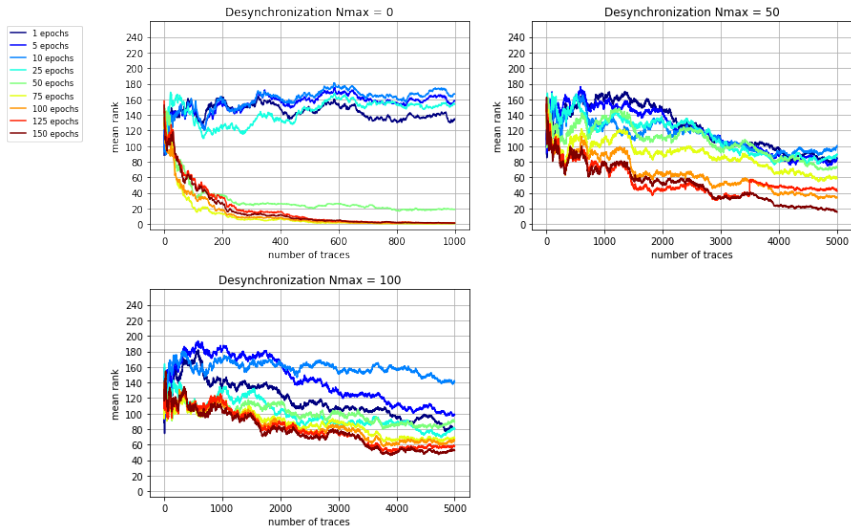 1 epochs
5 epochs
10 epochs
25 epochs
50 epochs
75 epochs
100 epochs
125 epochs
150 epochs
Desynchronization Nmax = 0
240
220
200
180
160
140
120
100
80
60
40
20
0
mean rank
0 200 400 600 800 1000
number of traces
Desynchronization Nmax = 50
240
220
200
180
160
140
120
100
80
60
40
20
0
mean rank
0 1000 2000 3000 4000 5000
number of traces
Desynchronization Nmax = 100
240
220
200
180
160
140
120
100
80
60
40
20
0
mean rank
0 1000 2000 3000 4000 5000
number of traces